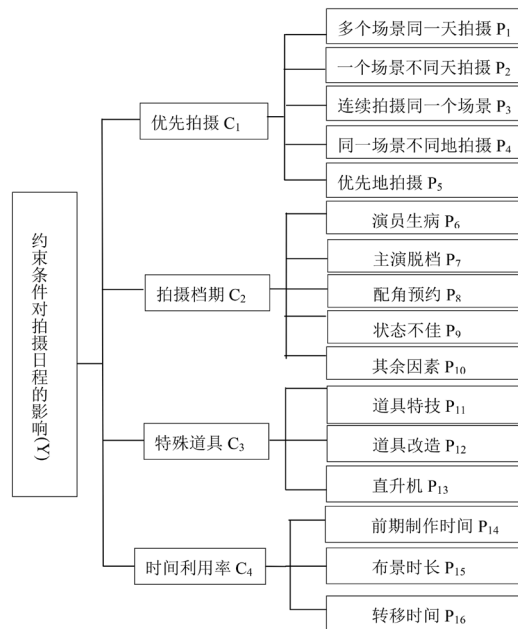 约束条件对拍摄日程的影响(Y)
优先拍摄 C₁
多个场景同一天拍摄 P₁
一个场景不同天拍摄 P₂
连续拍摄同一个场景 P₃
同一场景不同地拍摄 P₄
优先地拍摄 P₅
拍摄档期 C₂
演员生病 P₆
主演脱档 P₇
配角预约 P₈
状态不佳 P₉
其余因素 P₁₀
特殊道具 C₃
道具特技 P₁₁
道具改造 P₁₂
直升机 P₁₃
时间利用率 C₄
前期制作时间 P₁₄
布景时长 P₁₅
转移时间 P₁₆